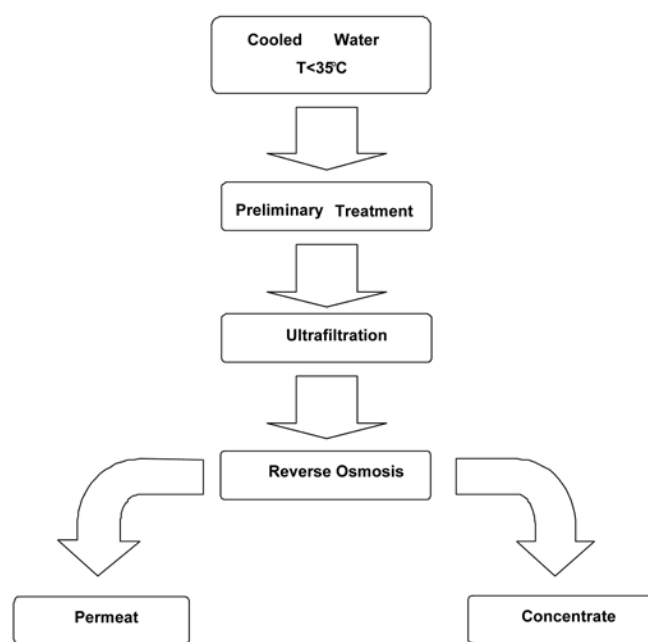 Cooled Water
T<35°C
Preliminary Treatment
Ultrafiltration
Reverse Osmosis
Permeat
Concentrate